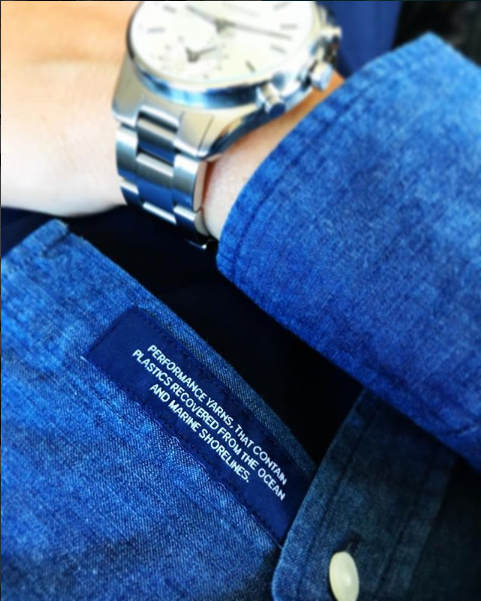 PERFORMANCE YARNS, THAT CONTAIN
PLASTICS RECOVERED FROM THE OCEAN
AND MARINE SHORELINES.